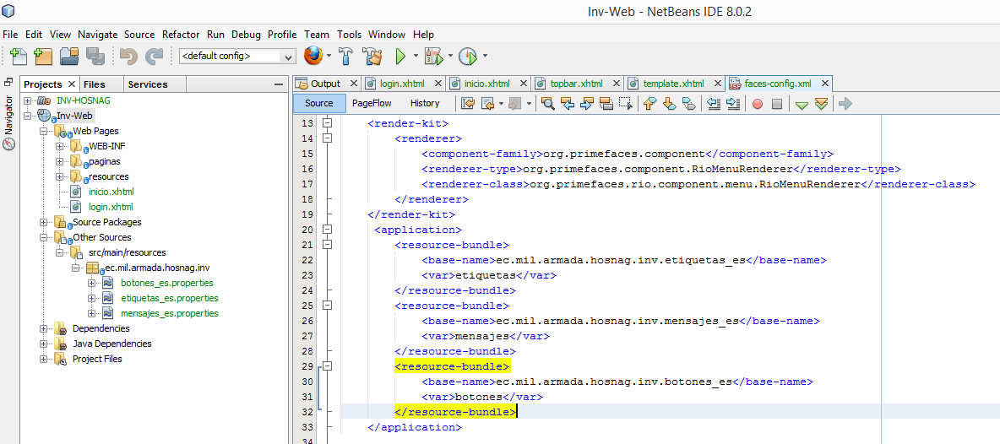 Inv-Web - NetBeans IDE 8.0.2
File Edit View Navigate Source Refactor Run Debug Profile Team Tools Window Help
<default config>
Projects Files Services
Navigator
INV-HOSNAG
Inv-Web
Web Pages
WEB-INF
paginas
resources
inicio.xhtml
login.xhtml
Source Packages
Other Sources
src/main/resources
ec.mil.armada.hosnag.inv
botones_es.properties
etiquetas_es.properties
mensajes_es.properties
Dependencies
Java Dependencies
Project Files
Output login.xhtml inicio.xhtml topbar.xhtml template.xhtml faces-config.xml
Source PageFlow History
13 <render-kit>
14 <renderer>
15 <component-family>org.primefaces.component</component-family>
16 <renderer-type>org.primefaces.component.RioMenuRenderer</renderer-type>
17 <renderer-class>org.primefaces.rio.component.menu.RioMenuRenderer</renderer-class>
18 </renderer>
19 </render-kit>
20 <application>
21 <resource-bundle>
22 <base-name>ec.mil.armada.hosnag.inv.etiquetas_es</base-name>
23 <var>etiquetas</var>
24 </resource-bundle>
25 <resource-bundle>
26 <base-name>ec.mil.armada.hosnag.inv.mensajes_es</base-name>
27 <var>mensajes</var>
28 </resource-bundle>
29 <resource-bundle>
30 <base-name>ec.mil.armada.hosnag.inv.botones_es</base-name>
31 <var>botones</var>
32 </resource-bundle>
33 </application>
34